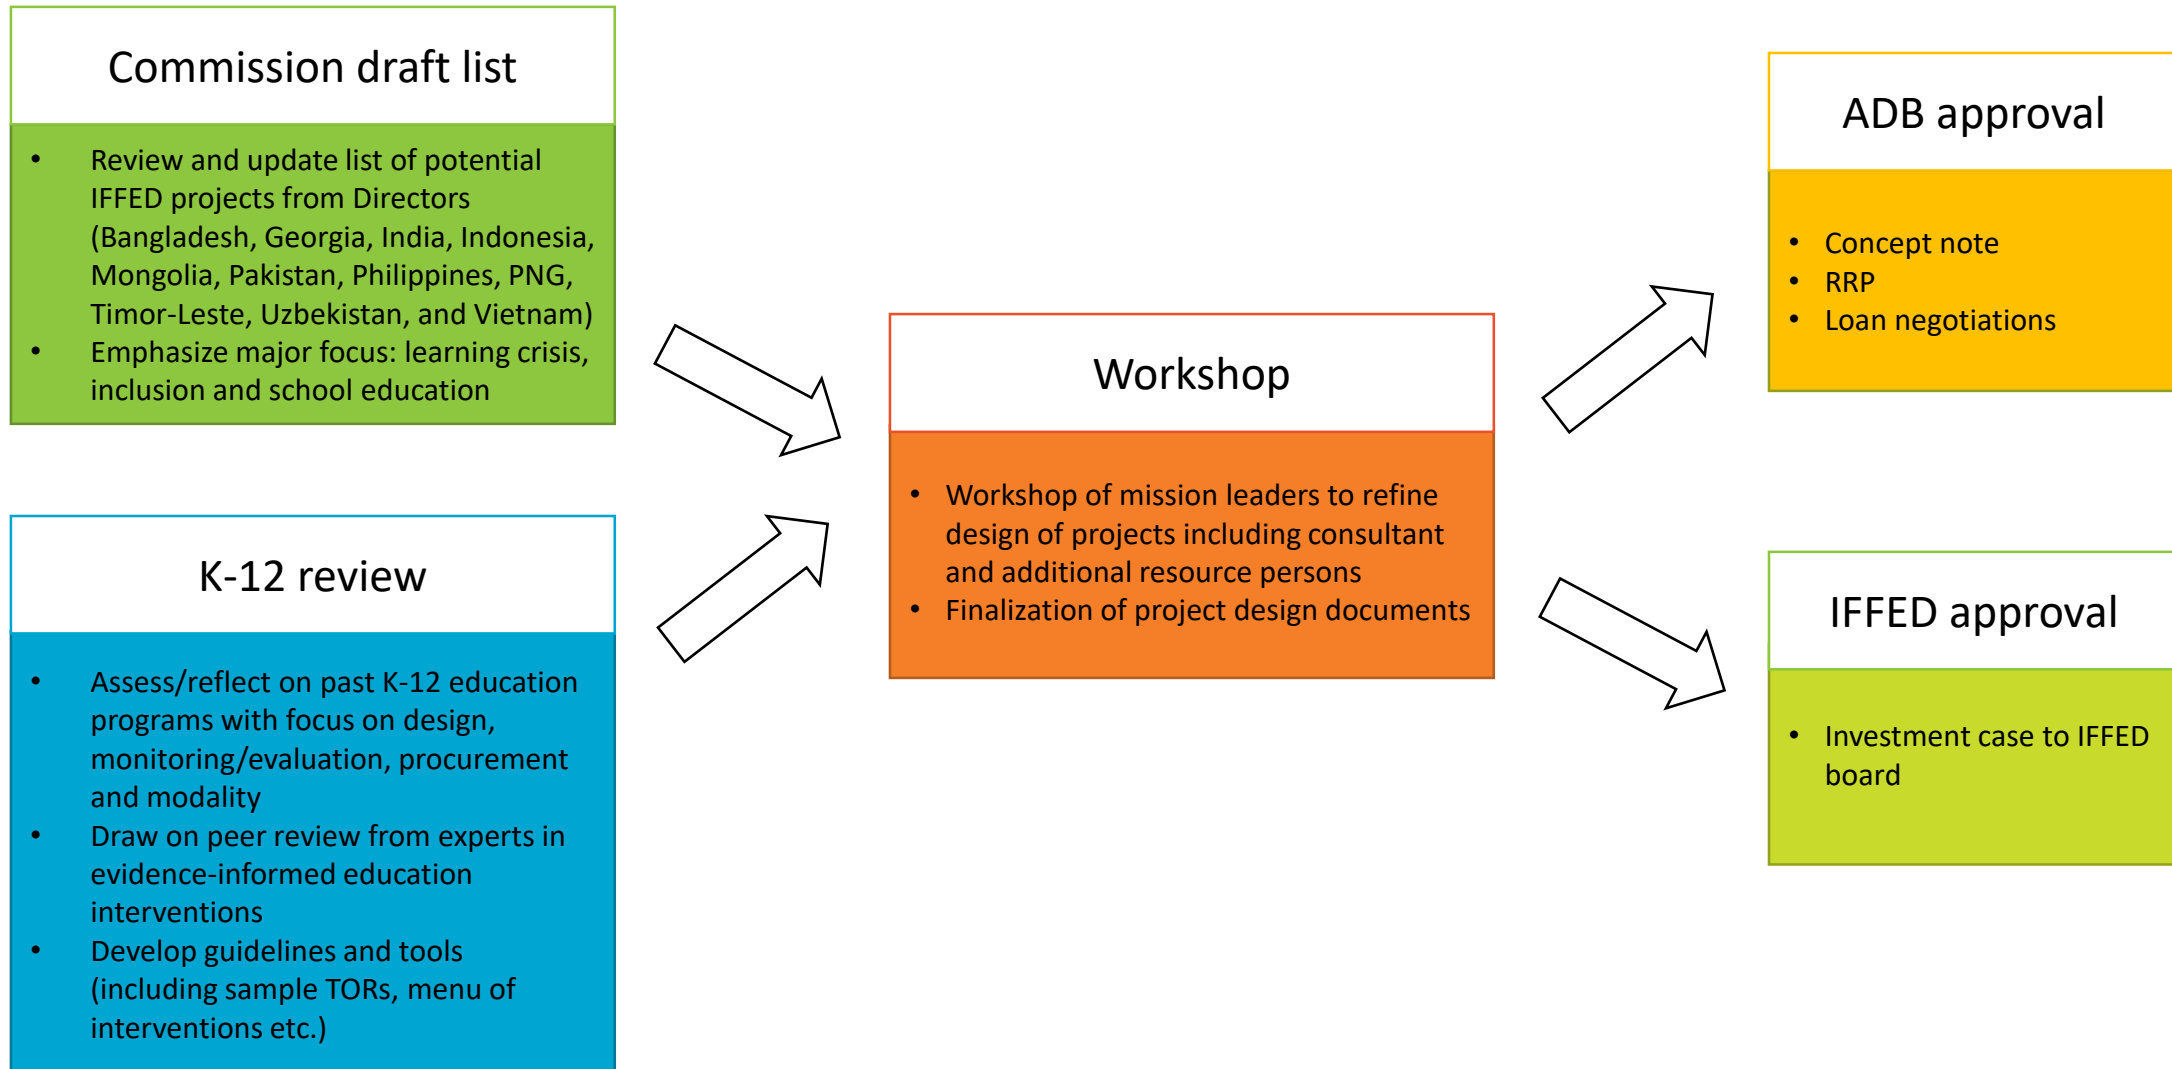 Commission draft list
• Review and update list of potential
IFFED projects from Directors
(Bangladesh, Georgia, India, Indonesia,
Mongolia, Pakistan, Philippines, PNG,
Timor-Leste, Uzbekistan, and Vietnam)
• Emphasize major focus: learning crisis,
inclusion and school education
K-12 review
• Assess/reflect on past K-12 education
programs with focus on design,
monitoring/evaluation, procurement
and modality
• Draw on peer review from experts in
evidence-informed education
interventions
• Develop guidelines and tools
(including sample TORs, menu of
interventions etc.)
Workshop
• Workshop of mission leaders to refine
design of projects including consultant
and additional resource persons
• Finalization of project design documents
ADB approval
• Concept note
• RRP
• Loan negotiations
IFFED approval
• Investment case to IFFED
board